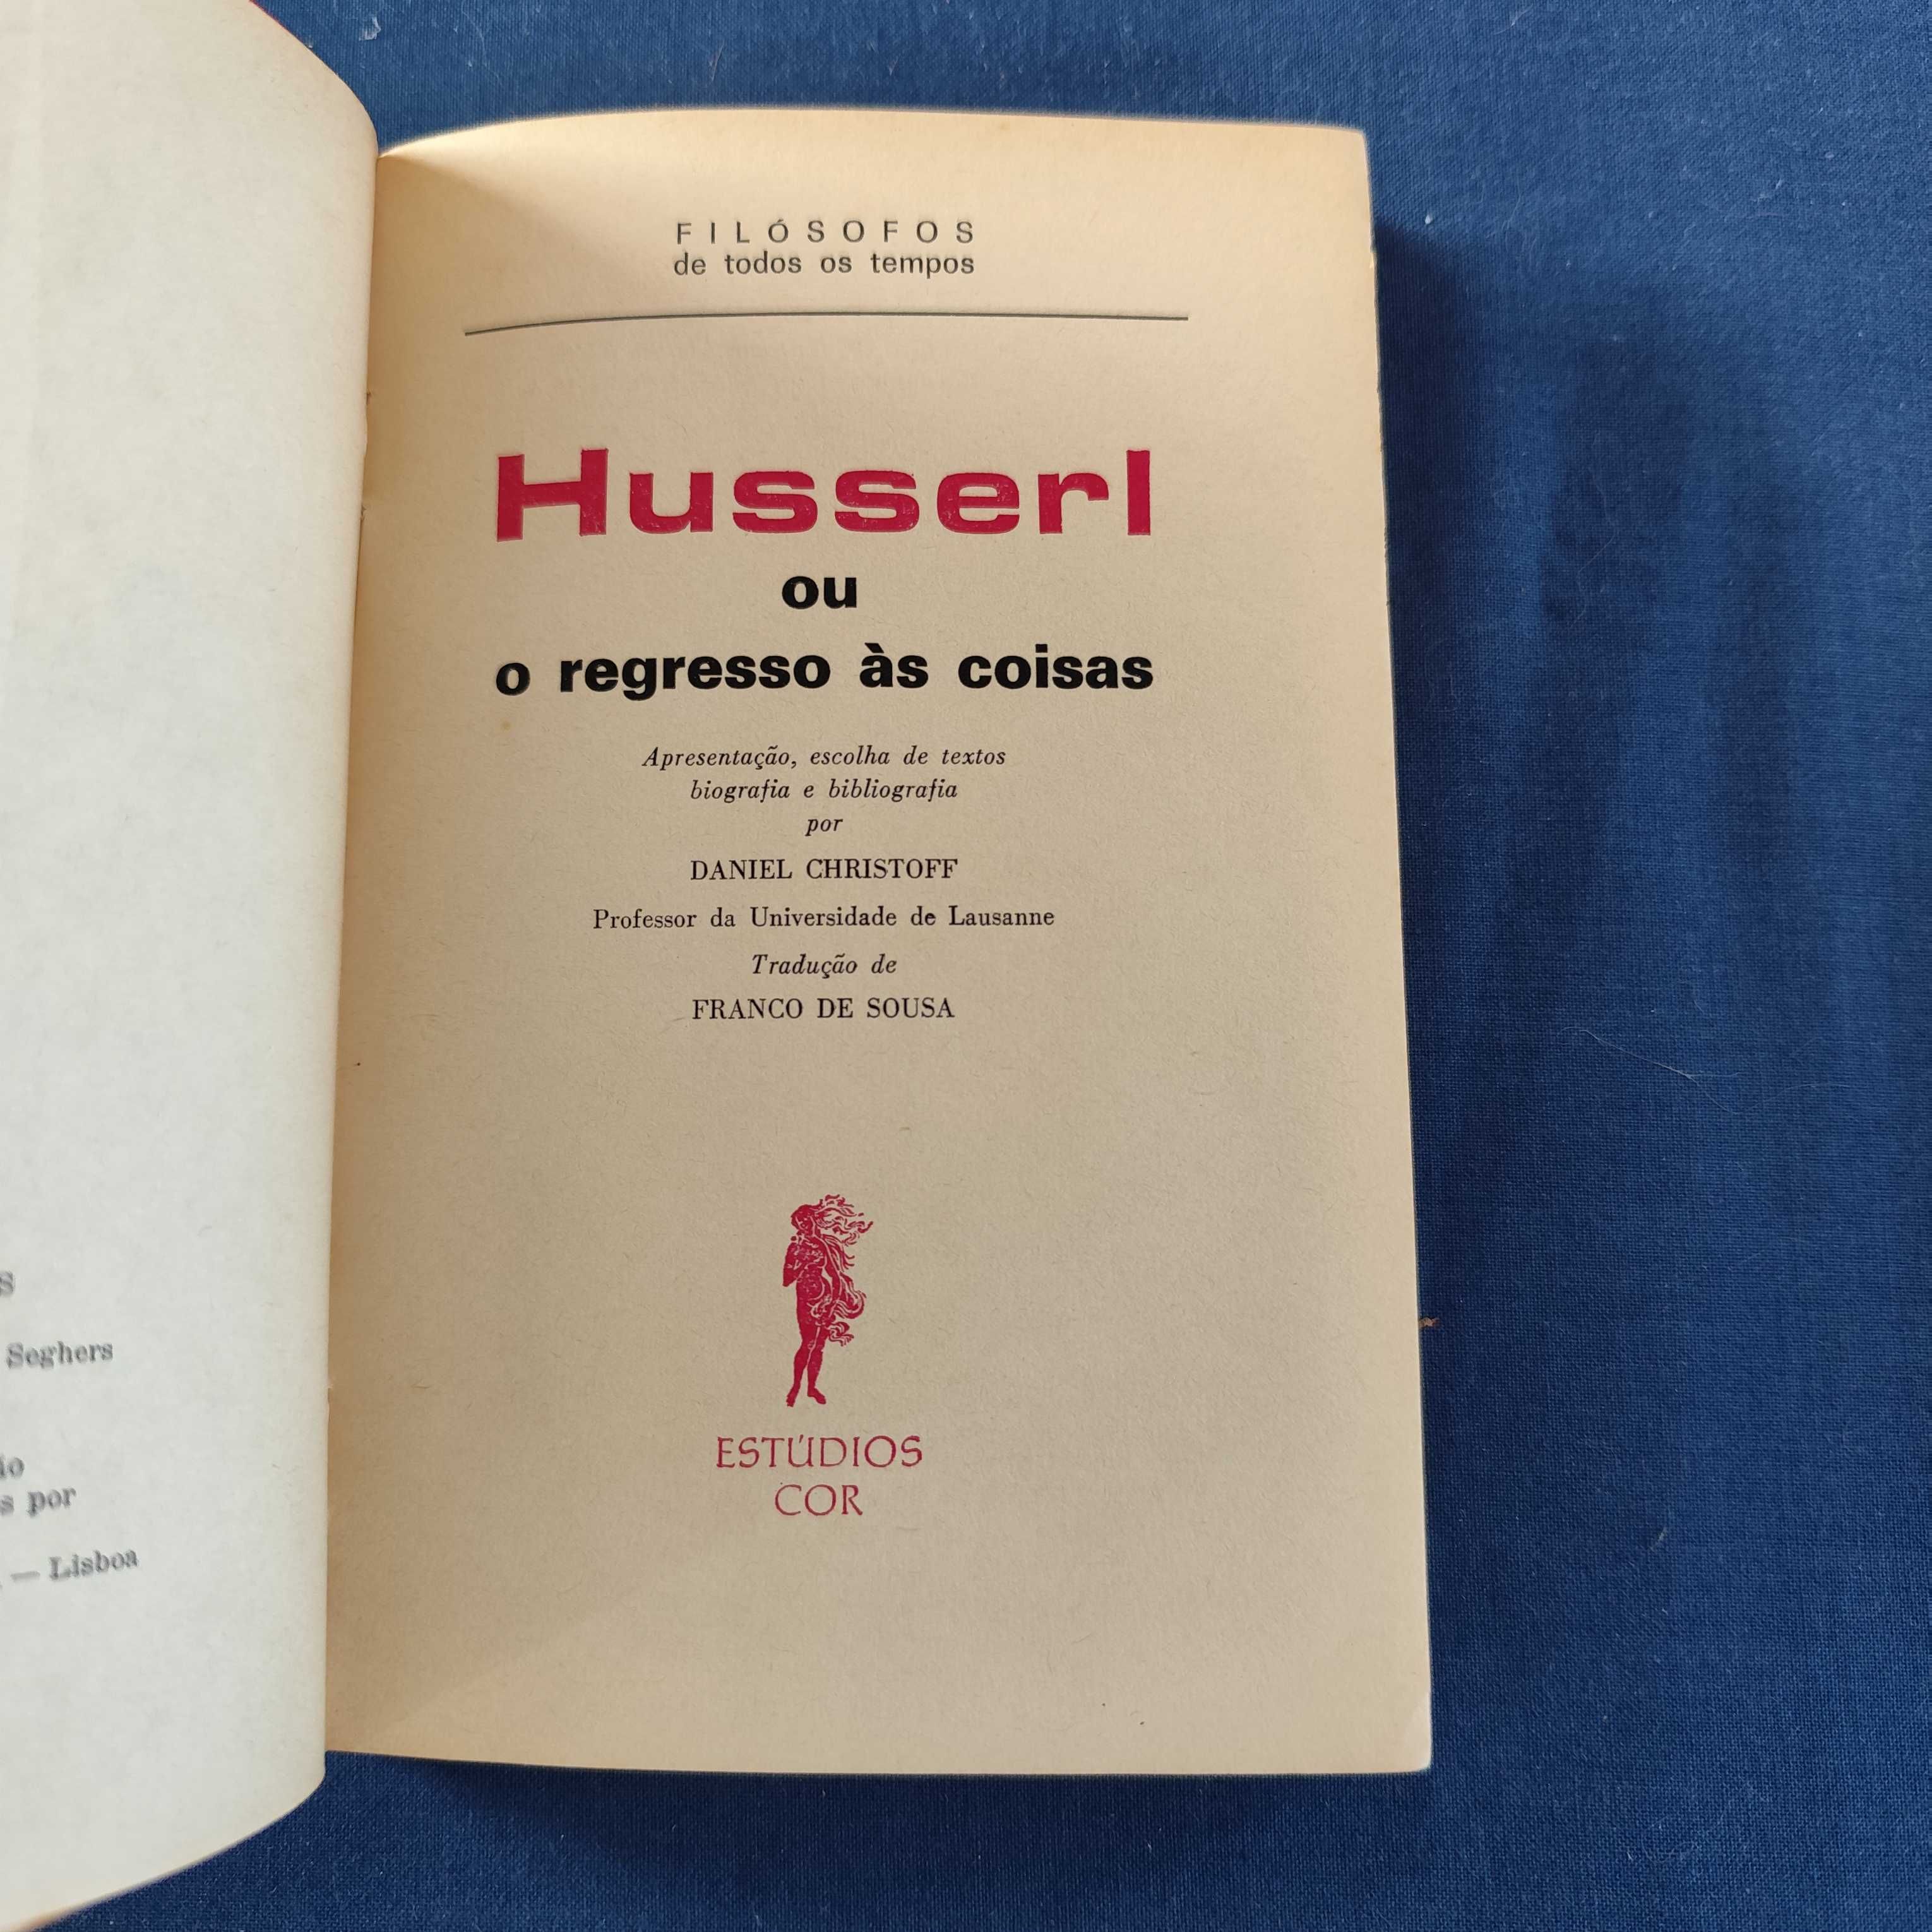 Seghers
s por
— Lisboa
FILÓSOFOS
de todos os tempos
Husserl
ou
o regresso às coisas
Apresentação, escolha de textos
biografia e bibliografia
por
DANIEL CHRISTOFF
Professor da Universidade de Lausanne
Tradução de
FRANCO DE SOUSA
ESTÚDIOS
COR